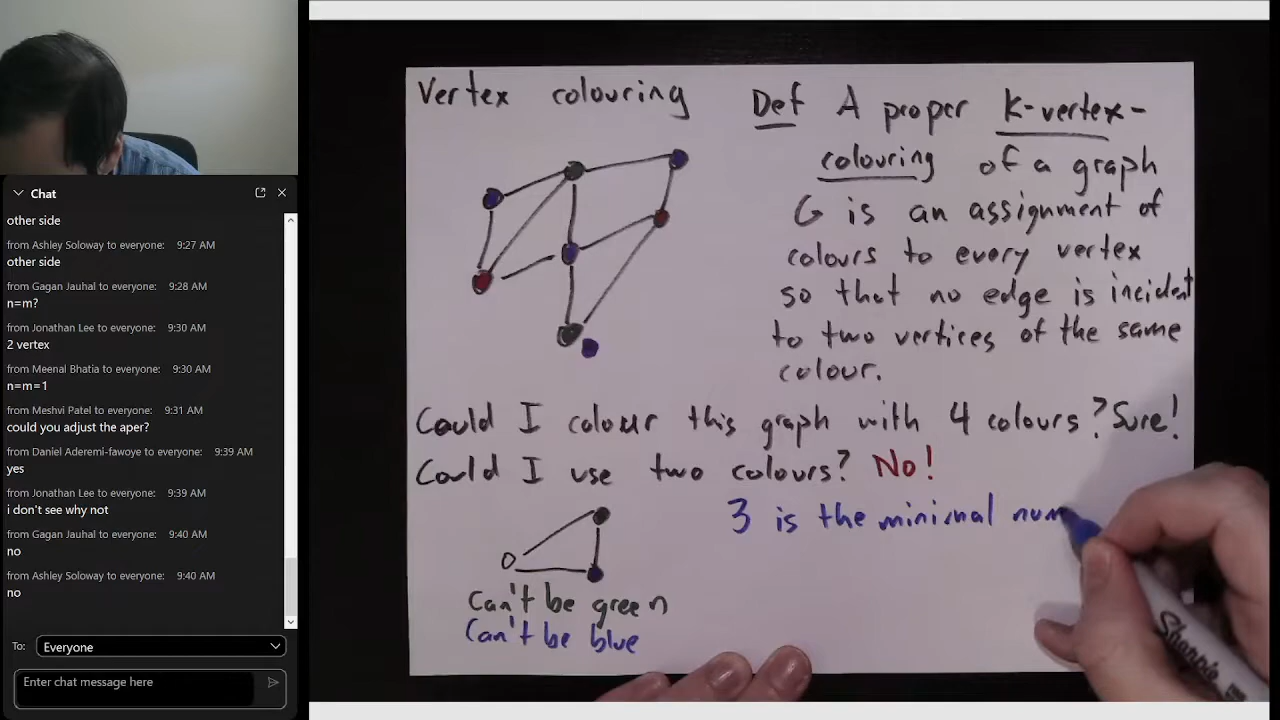 Chat
other side
from Ashley Soloway to everyone: 9:27 AM
other side
from Gagan Jauhal to everyone: 9:28 AM
n=m?
from Jonathan Lee to everyone: 9:30 AM
2 vertex
from Meenal Bhatia to everyone: 9:30 AM
n=m=1
from Meshvi Patel to everyone: 9:31 AM
could you adjust the aper?
from Daniel Aderemi-fawoye to everyone: 9:39 AM
yes
from Jonathan Lee to everyone: 9:39 AM
i don't see why not
from Gagan Jauhal to everyone: 9:40 AM
no
from Ashley Soloway to everyone: 9:40 AM
no
To: Everyone
Enter chat message here
Vertex colouring
Def A proper K-vertex-
colouring of a graph
G is an assignment of
colours to every vertex
so that no edge is incident
to two vertices of the same
colour.
Could I colour this graph with 4 colours? Sure!
Could I use two colours? No!
3 is the minimal num
Can't be green
Can't be blue
Sharpie